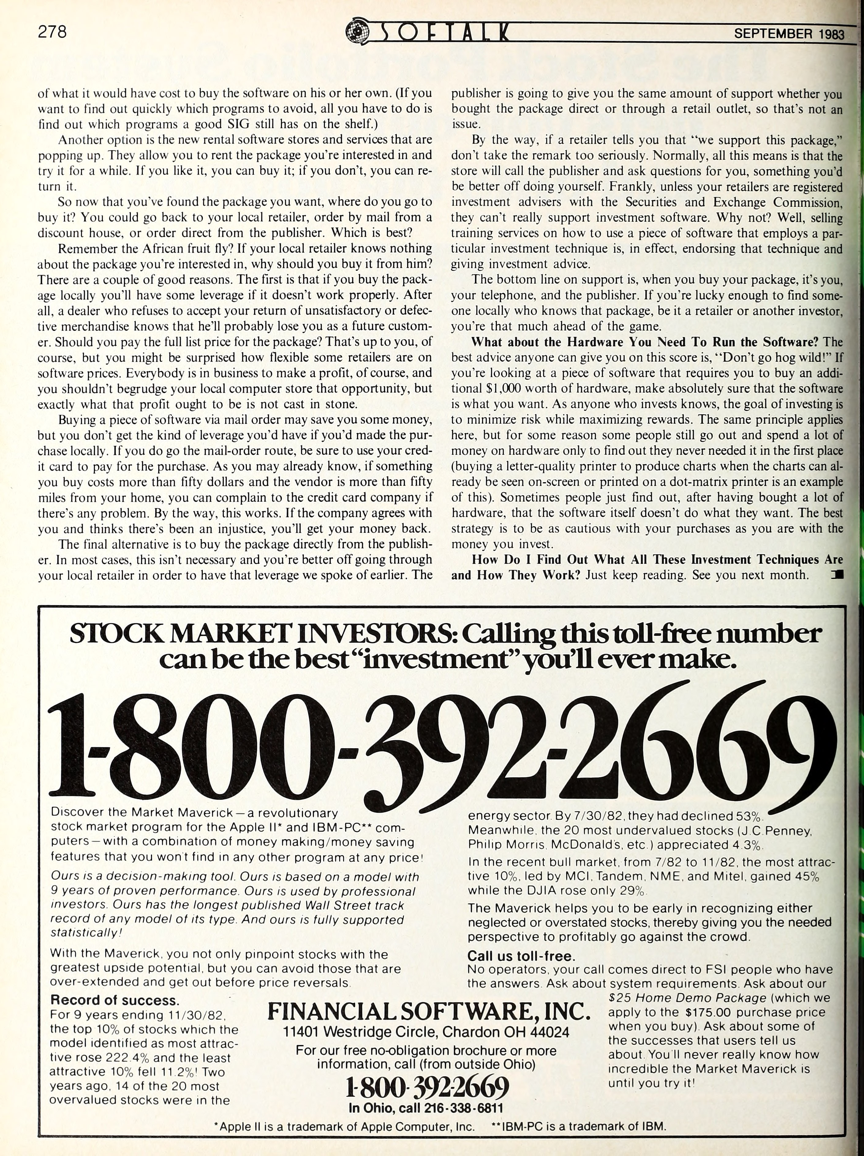 278
SOFTALK
SEPTEMBER 1983
of what it would have cost to buy the software on his or her own. (If you
want to find out quickly which programs to avoid, all you have to do is
find out which programs a good SIG still has on the shelf.)
Another option is the new rental software stores and services that are
popping up. They allow you to rent the package you're interested in and
try it for a while. If you like it, you can buy it; if you don't, you can re-
turn it.
So now that you've found the package you want, where do you go to
buy it? You could go back to your local retailer, order by mail from a
discount house, or order direct from the publisher. Which is best?
Remember the African fruit fly? If your local retailer knows nothing
about the package you're interested in, why should you buy it from him?
There are a couple of good reasons. The first is that if you buy the pack-
age locally you'll have some leverage if it doesn't work properly. After
all, a dealer who refuses to accept your return of unsatisfactory or defec-
tive merchandise knows that he'll probably lose you as a future custom-
er. Should you pay the full list price for the package? That's up to you, of
course, but you might be surprised how flexible some retailers are on
software prices. Everybody is in business to make a profit, of course, and
you shouldn't begrudge your local computer store that opportunity, but
exactly what that profit ought to be is not cast in stone.
Buying a piece of software via mail order may save you some money,
but you don't get the kind of leverage you'd have if you'd made the pur-
chase locally. If you do go the mail-order route, be sure to use your cred-
it card to pay for the purchase. As you may already know, if something
you buy costs more than fifty dollars and the vendor is more than fifty
miles from your home, you can complain to the credit card company if
there's any problem. By the way, this works. If the company agrees with
you and thinks there's been an injustice, you'll get your money back.
The final alternative is to buy the package directly from the publish-
er. In most cases, this isn't necessary and you're better off going through
your local retailer in order to have that leverage we spoke of earlier. The
publisher is going to give you the same amount of support whether you
bought the package direct or through a retail outlet, so that's not an
issue.
By the way, if a retailer tells you that "we support this package,"
don't take the remark too seriously. Normally, all this means is that the
store will call the publisher and ask questions for you, something you'd
be better off doing yourself. Frankly, unless your retailers are registered
investment advisers with the Securities and Exchange Commission,
they can't really support investment software. Why not? Well, selling
training services on how to use a piece of software that employs a par-
ticular investment technique is, in effect, endorsing that technique and
giving investment advice.
The bottom line on support is, when you buy your package, it's you,
your telephone, and the publisher. If you're lucky enough to find some-
one locally who knows that package, be it a retailer or another investor,
you're that much ahead of the game.
What about the Hardware You Need To Run the Software? The
best advice anyone can give you on this score is, "Don't go hog wild!" If
you're looking at a piece of software that requires you to buy an addi-
tional $1,000 worth of hardware, make absolutely sure that the software
is what you want. As anyone who invests knows, the goal of investing is
to minimize risk while maximizing rewards. The same principle applies
here, but for some reason some people still go out and spend a lot of
money on hardware only to find out they never needed it in the first place
(buying a letter-quality printer to produce charts when the charts can al-
ready be seen on-screen or printed on a dot-matrix printer is an example
of this). Sometimes people just find out, after having bought a lot of
hardware, that the software itself doesn't do what they want. The best
strategy is to be as cautious with your purchases as you are with the
money you invest.
How Do I Find Out What All These Investment Techniques Are
and How They Work? Just keep reading. See you next month.
STOCK MARKET INVESTORS: Calling this toll-free number
can be the best "investment" you'll ever make.
1-800-392-2669
Discover the Market Maverick—a revolutionary
stock market program for the Apple II* and IBM-PC** com-
puters—with a combination of money making/money saving
features that you won't find in any other program at any price!
Ours is a decision-making tool. Ours is based on a model with
9 years of proven performance. Ours is used by professional
investors. Ours has the longest published Wall Street track
record of any model of its type. And ours is fully supported
statistically!
With the Maverick, you not only pinpoint stocks with the
greatest upside potential, but you can avoid those that are
over-extended and get out before price reversals.
Record of success.
For 9 years ending 11/30/82,
the top 10% of stocks which the
model identified as most attrac-
tive rose 222.4% and the least
attractive 10% fell 11.2%! Two
years ago, 14 of the 20 most
overvalued stocks were in the
energy sector. By 7/30/82, they had declined 53%.
Meanwhile, the 20 most undervalued stocks (J.C. Penney,
Philip Morris, McDonald's, etc.) appreciated 4.3%.
In the recent bull market, from 7/82 to 11/82, the most attrac-
tive 10%, led by MCI, Tandem, NME, and Mitel, gained 45%
while the DJIA rose only 29%.
The Maverick helps you to be early in recognizing either
neglected or overstated stocks, thereby giving you the needed
perspective to profitably go against the crowd.
Call us toll-free.
No operators, your call comes direct to FSI people who have
the answers. Ask about system requirements. Ask about our
$25 Home Demo Package (which we
apply to the $175.00 purchase price
when you buy). Ask about some of
the successes that users tell us
about. You'll never really know how
incredible the Market Maverick is
until you try it!
FINANCIAL SOFTWARE, INC.
11401 Westridge Circle, Chardon OH 44024
For our free no-obligation brochure or more
information, call (from outside Ohio)
1-800-392-2669
In Ohio, call 216-338-6811
*Apple II is a trademark of Apple Computer, Inc. **IBM-PC is a trademark of IBM.